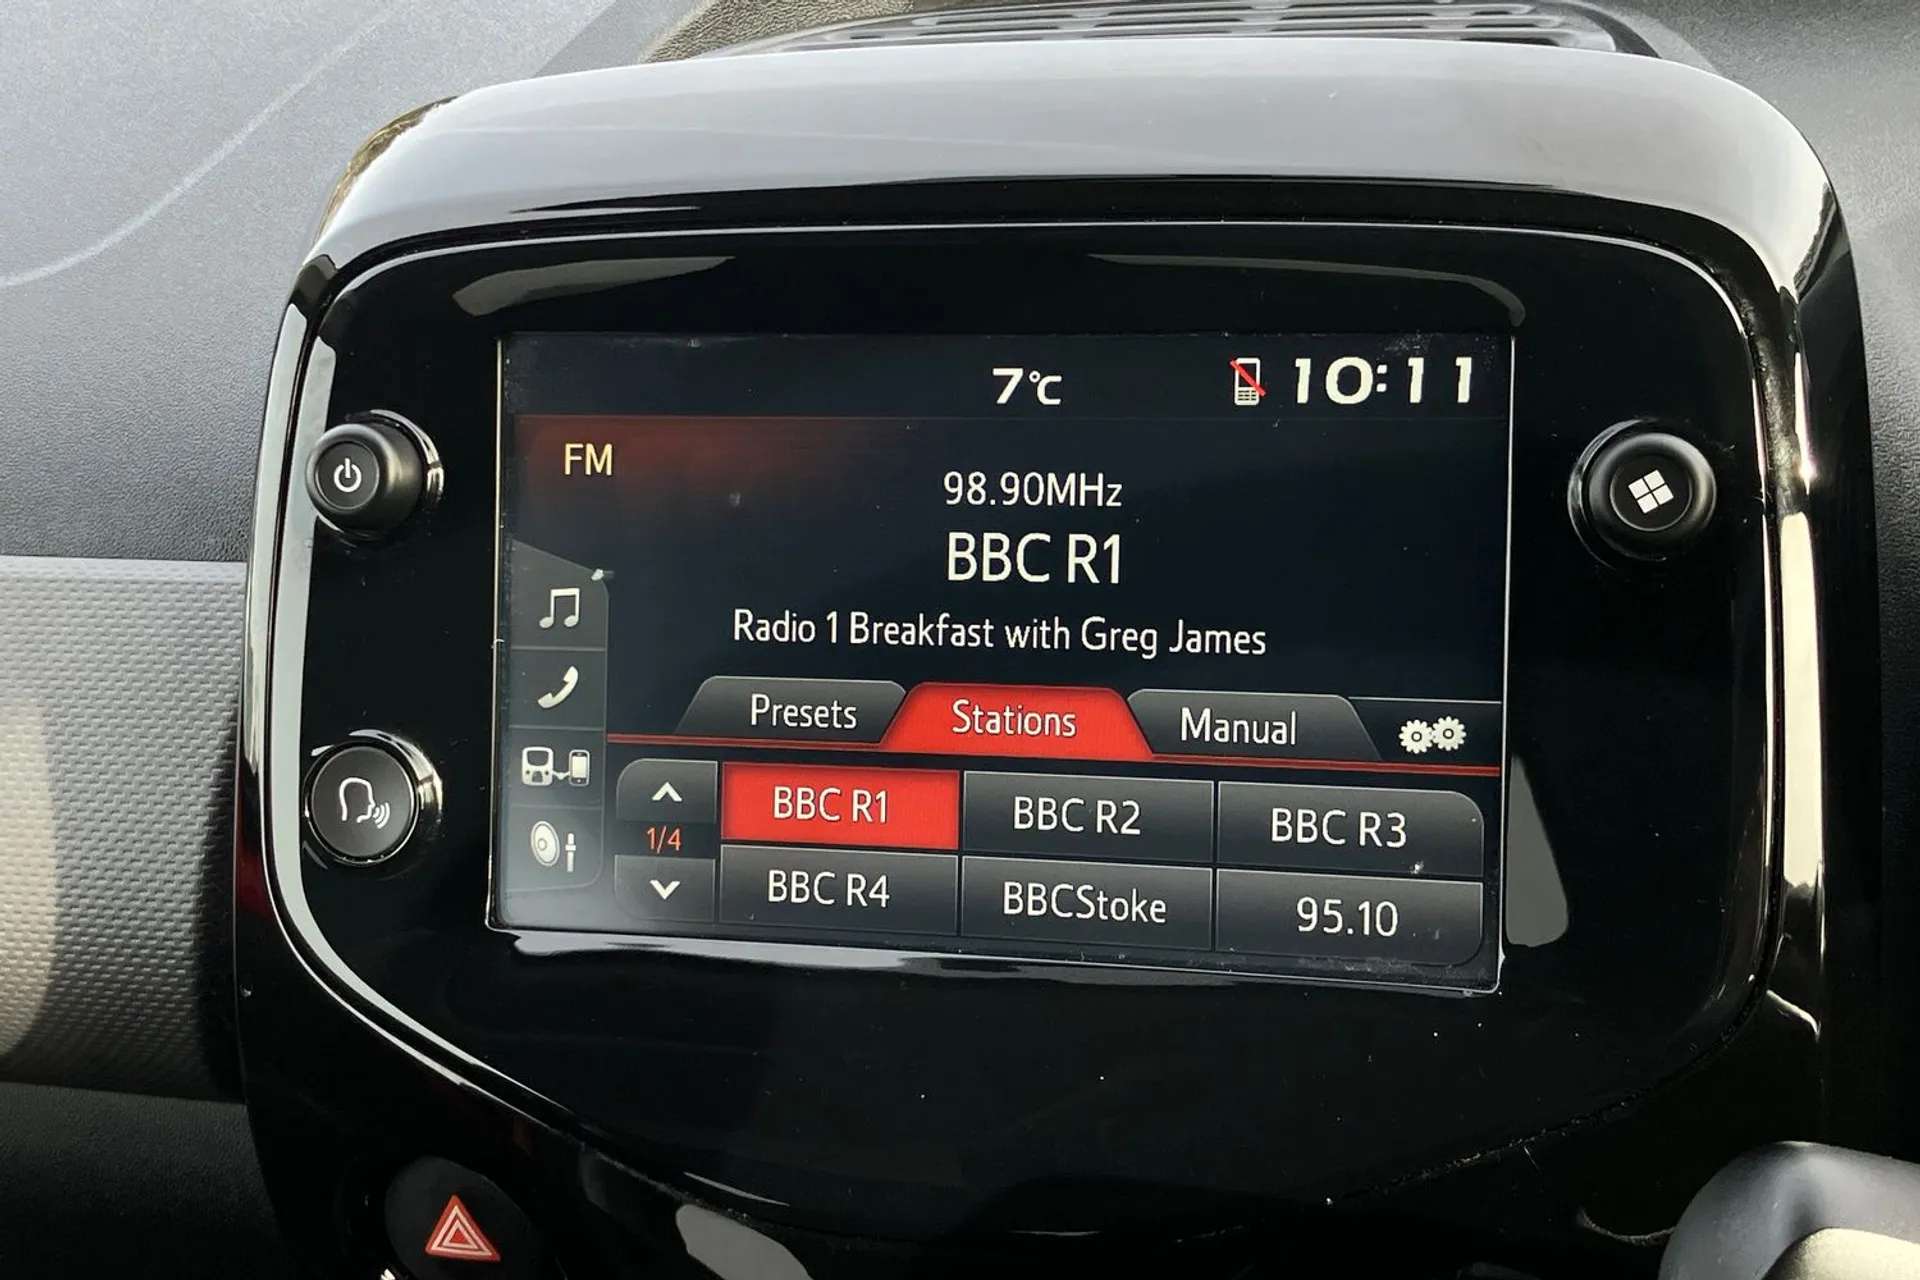 7°C 10:11
FM
98.90MHz
BBC R1
Radio 1 Breakfast with Greg James
Presets Stations Manual
1/4
BBC R1 BBC R2 BBC R3
BBC R4 BBCStoke 95.10